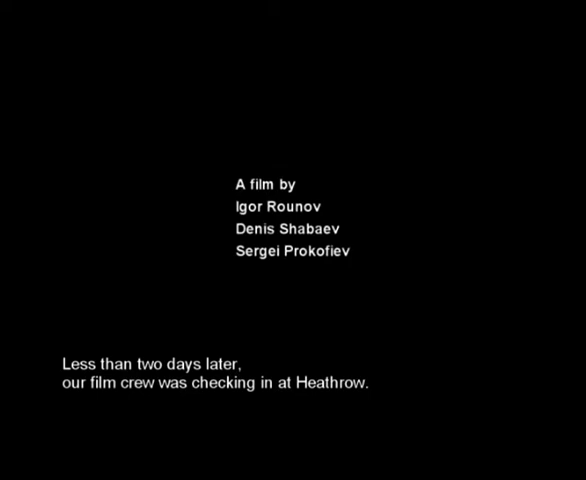 A film by
Igor Rounov
Denis Shabaev
Sergei Prokofiev
Less than two days later,
our film crew was checking in at Heathrow.